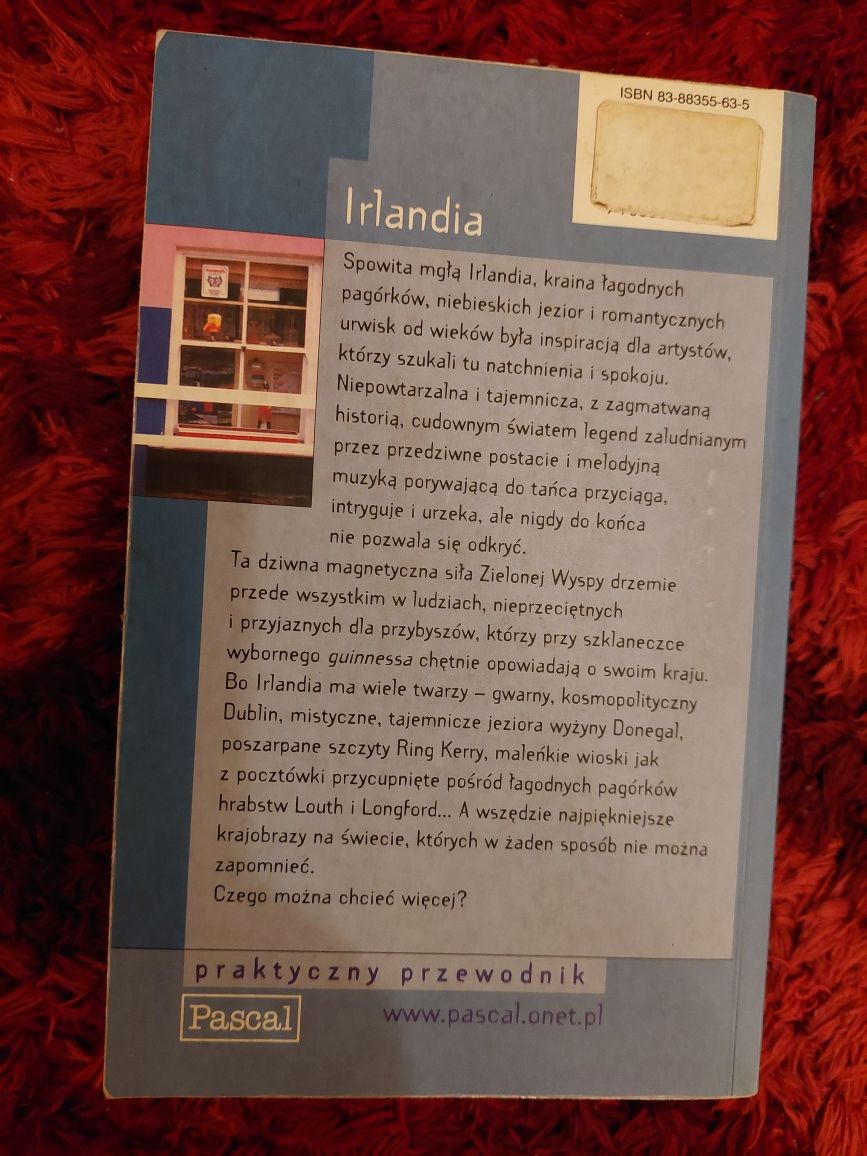 ISBN 83-88355-63-5
Irlandia
Spowita mgłą Irlandia, kraina łagodnych
pagórków, niebieskich jezior i romantycznych
urwisk od wieków była inspiracją dla artystów,
którzy szukali tu natchnienia i spokoju.
Niepowtarzalna i tajemnicza, z zagmatwaną
historią, cudownym światem legend zaludnianym
przez przedziwne postacie i melodyjną
muzyką porywającą do tańca przyciąga,
intryguje i urzeka, ale nigdy do końca
nie pozwala się odkryć.
Ta dziwna magnetyczna siła Zielonej Wyspy drzemie
przede wszystkim w ludziach, nieprzeciętnych
i przyjaznych dla przybyszów, którzy przy szklaneczce
wybornego guinnessa chętnie opowiadają o swoim kraju.
Bo Irlandia ma wiele twarzy – gwarny, kosmopolityczny
Dublin, mistyczne, tajemnicze jeziora wyżyny Donegal,
poszarpane szczyty Ring Kerry, maleńkie wioski jak
z pocztówki przycupnięte pośród łagodnych pagórków
hrabstw Louth i Longford... A wszędzie najpiękniejsze
krajobrazy na świecie, których w żaden sposób nie można
zapomnieć.
Czego można chcieć więcej?
praktyczny przewodnik
Pascal
www.pascal.onet.pl